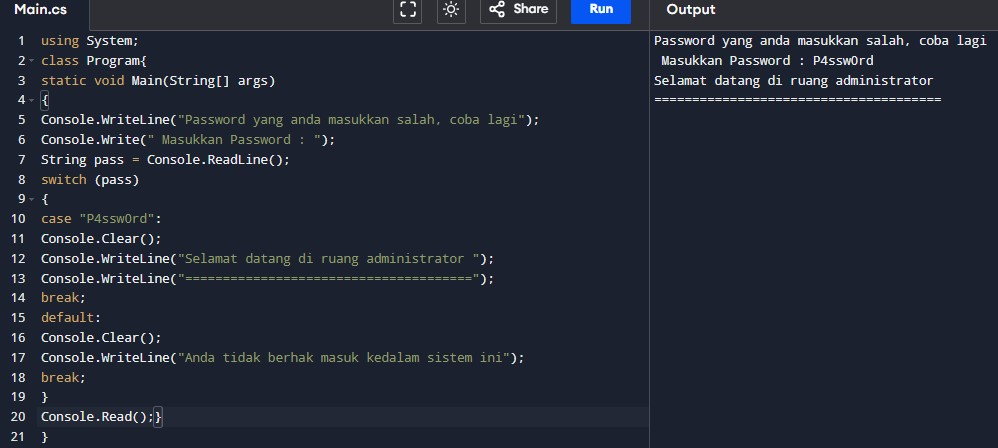 Main.cs Share Run Output
1 using System;
2 class Program{
3 static void Main(String[] args)
4 {
5 Console.WriteLine("Password yang anda masukkan salah, coba lagi");
6 Console.Write(" Masukkan Password : ");
7 String pass = Console.ReadLine();
8 switch (pass)
9 {
10 case "P4ssw0rd":
11 Console.Clear();
12 Console.WriteLine("Selamat datang di ruang administrator ");
13 Console.WriteLine("======================================");
14 break;
15 default:
16 Console.Clear();
17 Console.WriteLine("Anda tidak berhak masuk kedalam sistem ini");
18 break;
19 }
20 Console.Read();}
21 }
Password yang anda masukkan salah, coba lagi
Masukkan Password : P4ssw0rd
Selamat datang di ruang administrator
======================================